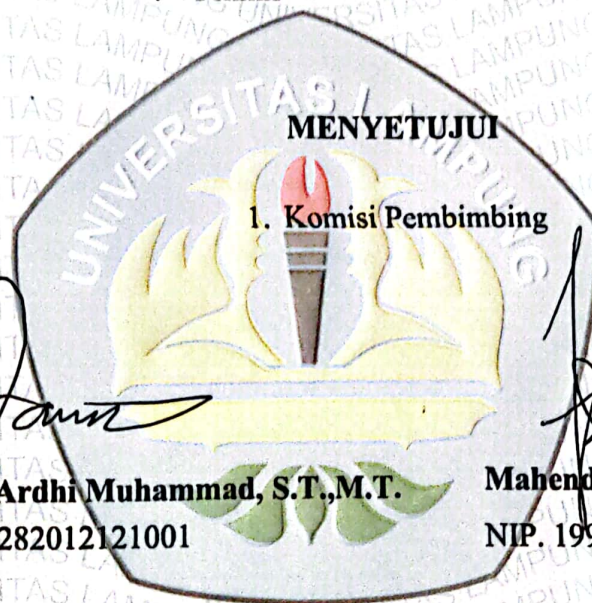 MENYETUJUI
UNIVERSITAS LAMPUNG
1. Komisi Pembimbing
Ardhi Muhammad, S.T.,M.T. Mahend
282012121001 NIP. 199